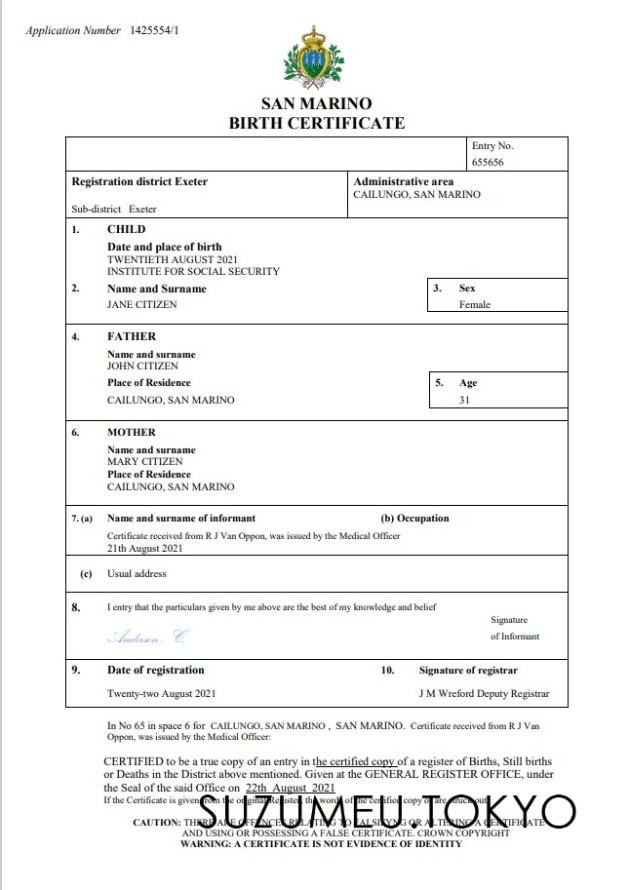 Application Number 1425554/1
SAN MARINO
BIRTH CERTIFICATE
Entry No.
655656
Registration district Exeter
Sub-district Exeter
Administrative area
CAILUNGO, SAN MARINO
1. CHILD
Date and place of birth
TWENTIETH AUGUST 2021
INSTITUTE FOR SOCIAL SECURITY
2. Name and Surname
JANE CITIZEN
3. Sex
Female
4. FATHER
Name and surname
JOHN CITIZEN
Place of Residence
CAILUNGO, SAN MARINO
5. Age
31
6. MOTHER
Name and surname
MARY CITIZEN
Place of Residence
CAILUNGO, SAN MARINO
7. (a) Name and surname of informant (b) Occupation
Certificate received from R J Van Oppon, was issued by the Medical Officer
21th August 2021
(c) Usual address
8. I entry that the particulars given by me above are the best of my knowledge and belief
Anderson. C
Signature
of Informant
9. Date of registration 10. Signature of registrar
Twenty-two August 2021 J M Wreford Deputy Registrar
In No 65 in space 6 for CAILUNGO, SAN MARINO , SAN MARINO. Certificate received from R J Van
Oppon, was issued by the Medical Officer:
CERTIFIED to be a true copy of an entry in the certified copy of a register of Births, Still births
or Deaths in the District above mentioned. Given at the GENERAL REGISTER OFFICE, under
the Seal of the said Office on 22th August 2021
If the Certificate is given from the original Register, the words of the certified copy of are struck out
SUZUMEU.TOKYO
CAUTION: THERE ARE OFFENCES RELATING TO FALSIFYNG OR ALTERING A CERTIFICATE
AND USING OR POSSESSING A FALSE CERTIFICATE. CROWN COPYRIGHT
WARNING: A CERTIFICATE IS NOT EVIDENCE OF IDENTITY